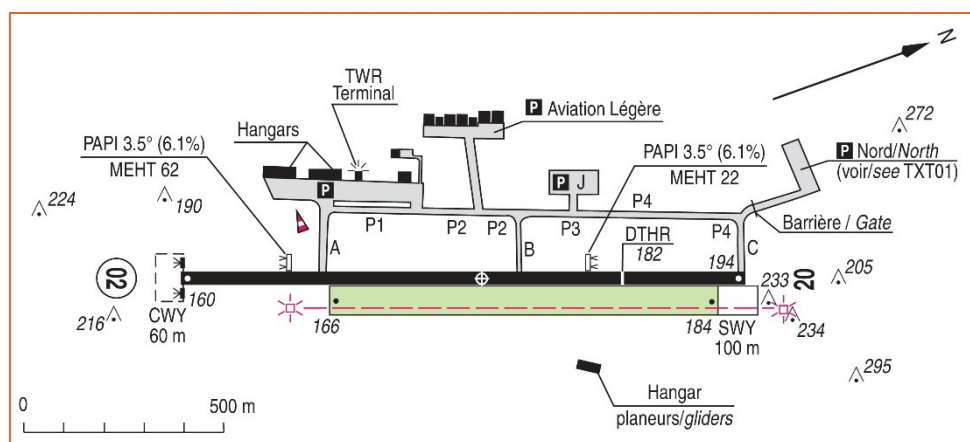 N
TWR
Terminal
272
P Aviation Légère
PAPI 3.5° (6.1%)
MEHT 62
Hangars
PAPI 3.5° (6.1%)
MEHT 22
P Nord/North
(voir/see TXT01)
P
P J
190
224
P1
P2
P2
P3
P4
P4
Barrière / Gate
A
B
C
DTHR
182
194
02
20
205
160
233
216
CWY
60 m
166
184
SWY
100 m
234
295
0
500 m
Hangar
planeurs/gliders